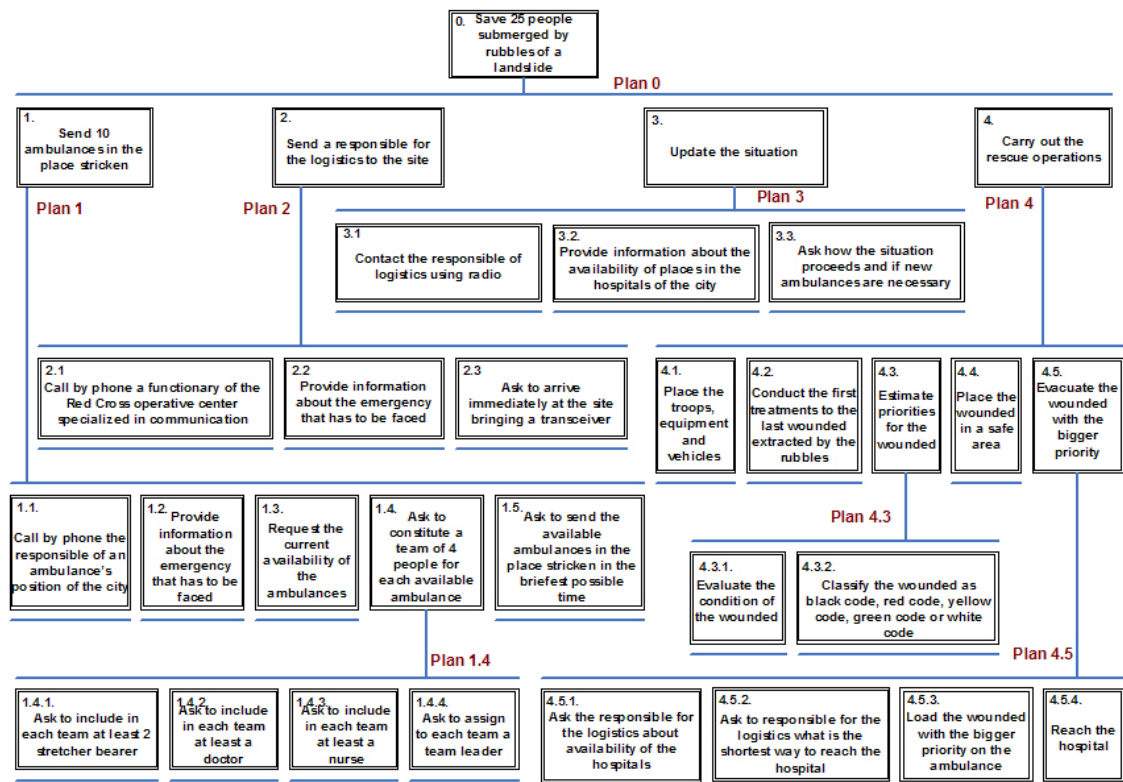 0. Save 25 people
submerged by
rubbles of a
landslide
Plan 0
1.
Send 10
ambulances in the
place stricken
2.
Send a responsible for
the logistics to the site
3.
Update the situation
4.
Carry out the
rescue operations
Plan 1
Plan 2
Plan 3
Plan 4
3.1
Contact the responsible of
logistics using radio
3.2.
Provide information about the
availability of places in the
hospitals of the city
3.3.
Ask how the situation
proceeds and if new
ambulances are necessary
2.1
Call by phone a functionary of the
Red Cross operative center
specialized in communication
2.2
Provide information
about the emergency
that has to be faced
2.3
Ask to arrive
immediately at the site
bringing a transceiver
4.1.
Place the
troops,
equipment
and
vehicles
4.2.
Conduct the first
treatments to the
last wounded
extracted by the
rubbles
4.3.
Estimate
priorities
for the
wounded
4.4.
Place the
wounded
in a safe
area
4.5.
Evacuate the
wounded
with the
bigger
priority
1.1.
Call by phone the
responsible of an
ambulance's
position of the city
1.2.
Provide
information
about the
emergency
that has to be
faced
1.3.
Request the
current
availability of
the
ambulances
1.4.
Ask to
constitute a
team of 4
people for
each available
ambulance
1.5.
Ask to send the
available
ambulances in the
place stricken in the
briefest possible
time
Plan 4.3
4.3.1.
Evaluate the
condition of
the wounded
4.3.2.
Classify the wounded as
black code, red code, yellow
code, green code or white
code
Plan 1.4
Plan 4.5
1.4.1.
Ask to include in
each team at least 2
stretcher bearer
1.4.2.
Ask to include
in each team
at least a
doctor
1.4.3.
Ask to include
in each team
at least a
nurse
1.4.4.
Ask to assign
to each team a
team leader
4.5.1.
Ask the responsible for
the logistics about
availability of the
hospitals
4.5.2.
Ask to responsible for the
logistics what is the
shortest way to reach the
hospital
4.5.3.
Load the wounded
with the bigger
priority on the
ambulance
4.5.4.
Reach the
hospital